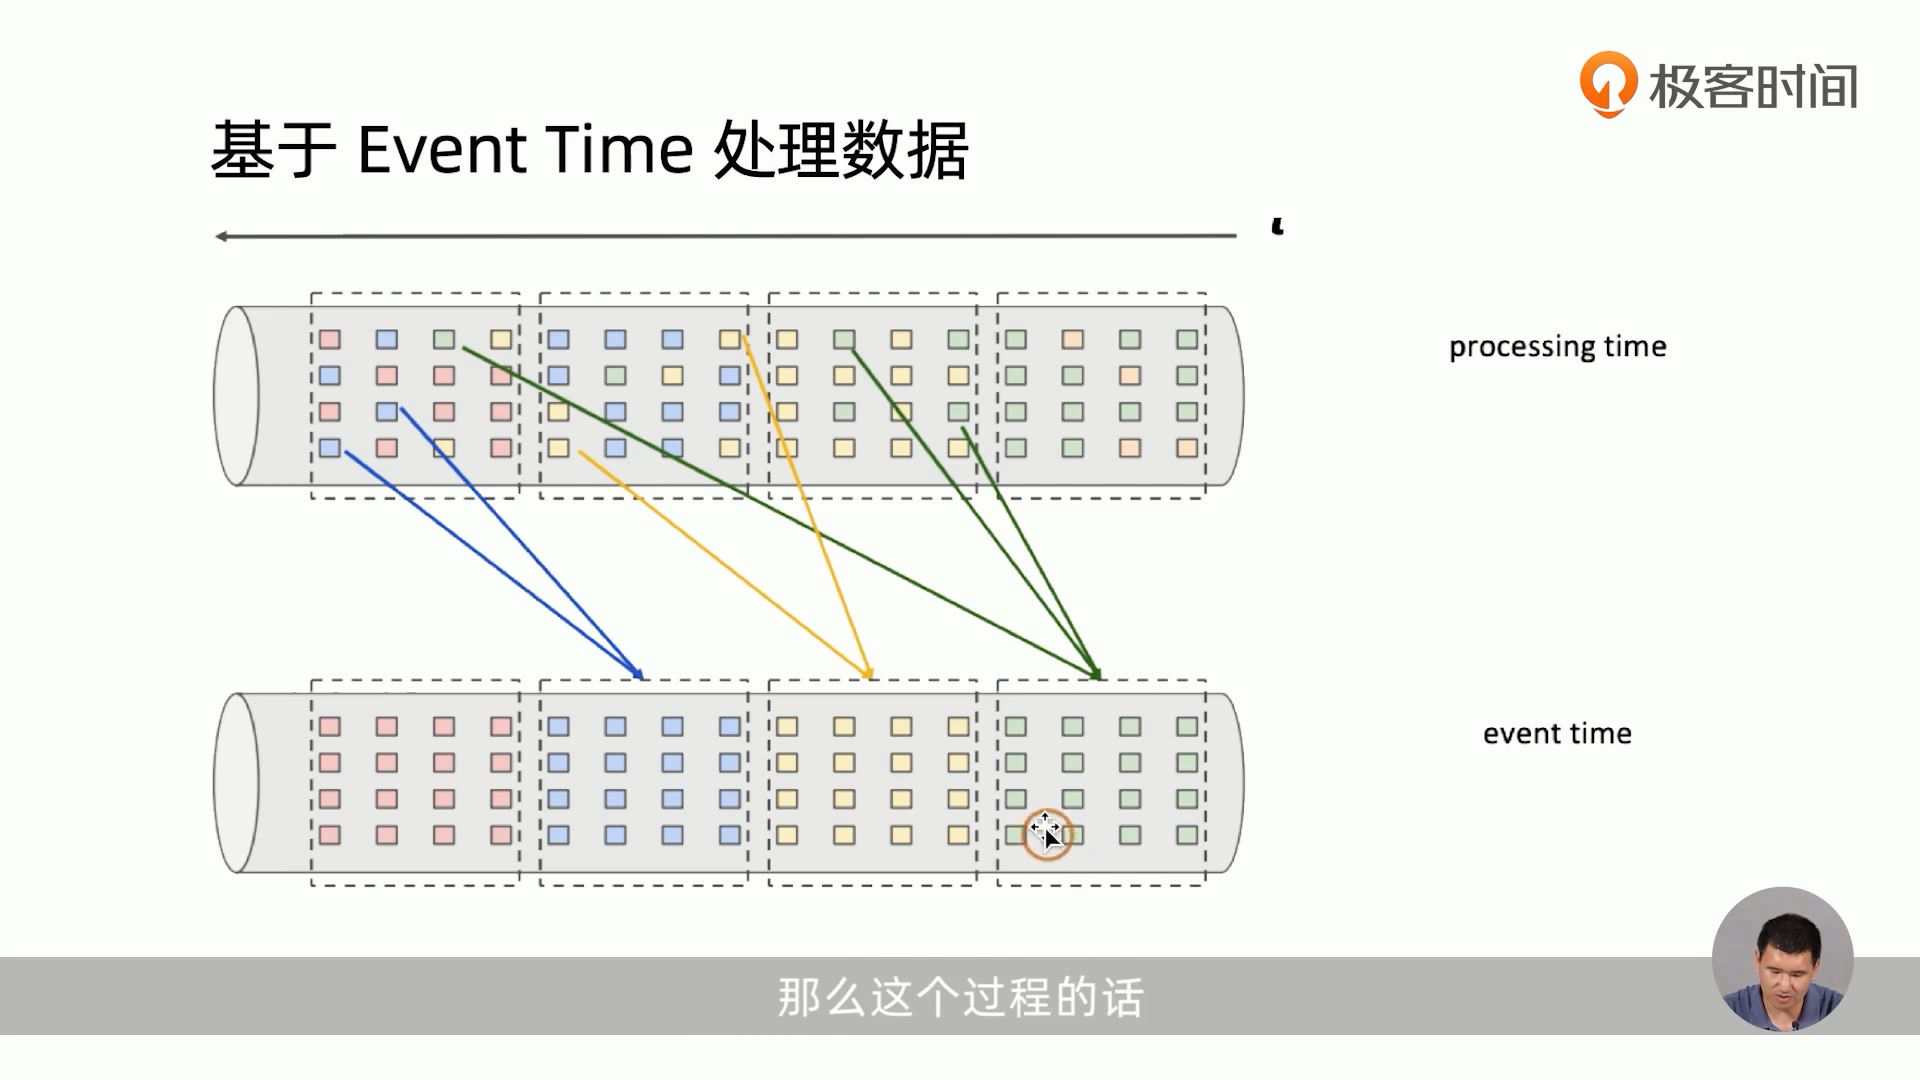 极客时间
基于 Event Time 处理数据
processing time
event time
那么这个过程的话